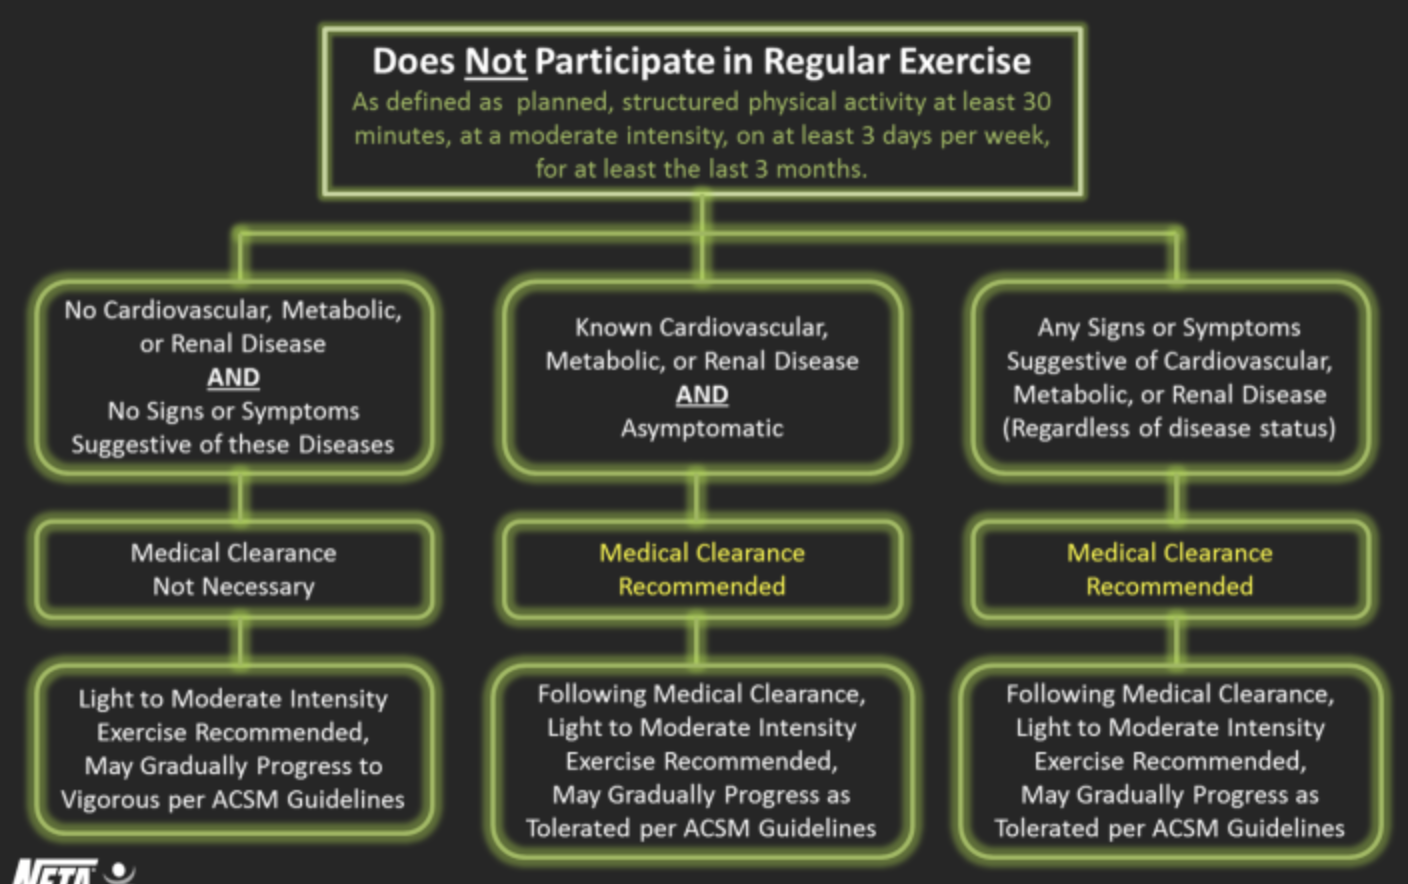 Does Not Participate in Regular Exercise
As defined as planned, structured physical activity at least 30
minutes, at a moderate intensity, on at least 3 days per week,
for at least the last 3 months.
No Cardiovascular, Metabolic,
or Renal Disease
AND
No Signs or Symptoms
Suggestive of these Diseases
Medical Clearance
Not Necessary
Light to Moderate Intensity
Exercise Recommended,
May Gradually Progress to
Vigorous per ACSM Guidelines
Known Cardiovascular,
Metabolic, or Renal Disease
AND
Asymptomatic
Medical Clearance
Recommended
Following Medical Clearance,
Light to Moderate Intensity
Exercise Recommended,
May Gradually Progress as
Tolerated per ACSM Guidelines
Any Signs or Symptoms
Suggestive of Cardiovascular,
Metabolic, or Renal Disease
(Regardless of disease status)
Medical Clearance
Recommended
Following Medical Clearance,
Light to Moderate Intensity
Exercise Recommended,
May Gradually Progress as
Tolerated per ACSM Guidelines
NETA